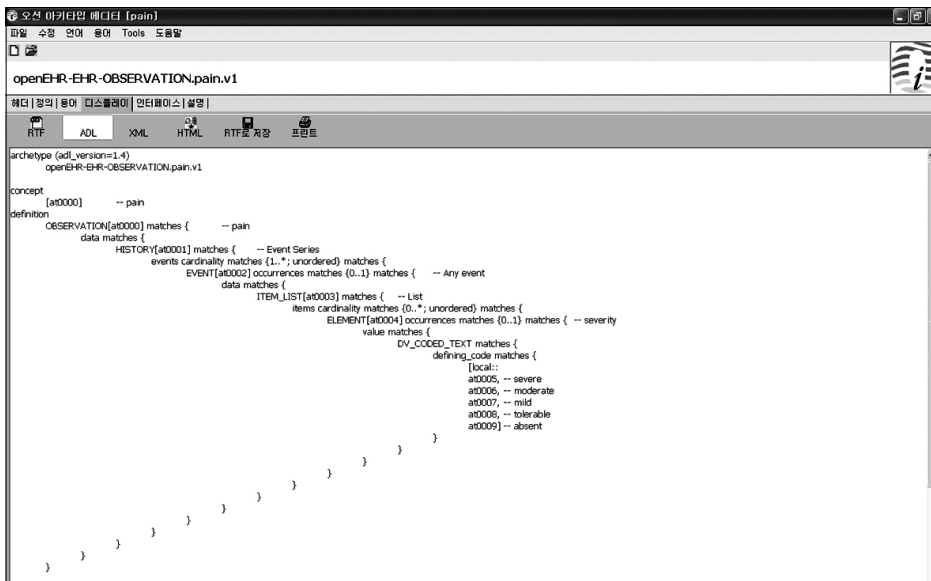 오션 아키타입 에디터 [pain]
파일 수정 언어 용어 Tools 도움말
openEHR-EHR-OBSERVATION.pain.v1
헤더 | 정의 | 용어 | 디스플레이 | 인터페이스 | 설명 |
RTF ADL XML HTML RTF로 저장 프린트
archetype (adl_version=1.4)
openEHR-EHR-OBSERVATION.pain.v1
concept
[at0000] -- pain
definition
OBSERVATION[at0000] matches { -- pain
data matches {
HISTORY[at0001] matches { -- Event Series
events cardinality matches {1..*; unordered} matches {
EVENT[at0002] occurrences matches {0..1} matches { -- Any event
data matches {
ITEM_LIST[at0003] matches { -- List
items cardinality matches {0..*; unordered} matches {
ELEMENT[at0004] occurrences matches {0..1} matches { -- severity
value matches {
DV_CODED_TEXT matches {
defining_code matches {
[local::
at0005, -- severe
at0006, -- moderate
at0007, -- mild
at0008, -- tolerable
at0009] -- absent
}
}
}
}
}
}
}
}
}
}
}
}